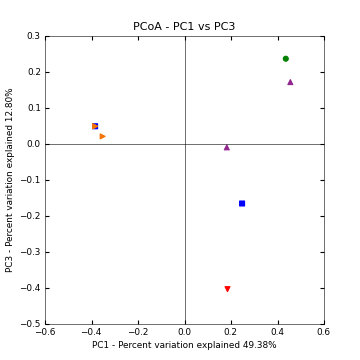 PCoA - PC1 vs PC3
0.3
0.2
0.1
0.0
−0.1
−0.2
−0.3
−0.4
−0.5
PC3 - Percent variation explained 12.80%
−0.6 −0.4 −0.2 0.0 0.2 0.4 0.6
PC1 - Percent variation explained 49.38%